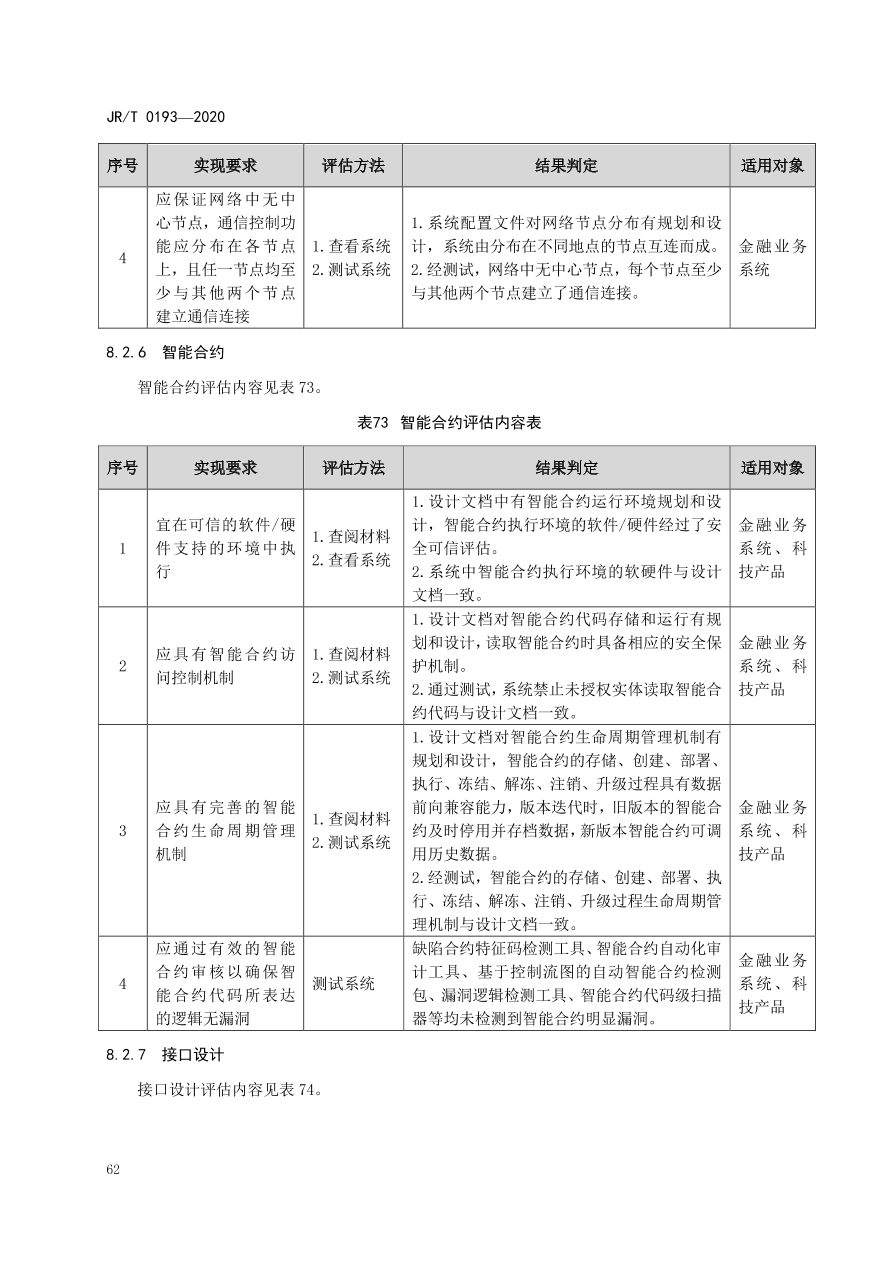 JR/T 0193—2020
序号 实现要求 评估方法 结果判定 适用对象
4
应保证网络中无中
心节点，通信控制功
能应分布在各节点
上，且任一节点均至
少与其他两个节点
建立通信连接
1.查看系统
2.测试系统
1.系统配置文件对网络节点分布有规划和设
计，系统由分布在不同地点的节点互连而成。
2.经测试，网络中无中心节点，每个节点至少
与其他两个节点建立了通信连接。
金融业务
系统
8.2.6 智能合约
智能合约评估内容见表 73。
表73 智能合约评估内容表
序号 实现要求 评估方法 结果判定 适用对象
1
宜在可信的软件/硬
件支持的环境中执
行
1.查阅材料
2.查看系统
1.设计文档中有智能合约运行环境规划和设
计，智能合约执行环境的软件/硬件经过了安
全可信评估。
2.系统中智能合约执行环境的软硬件与设计
文档一致。
金融业务
系统、科
技产品
2
应具有智能合约访
问控制机制
1.查阅材料
2.测试系统
1.设计文档对智能合约代码存储和运行有规
划和设计，读取智能合约时具备相应的安全保
护机制。
2.通过测试，系统禁止未授权实体读取智能合
约代码与设计文档一致。
金融业务
系统、科
技产品
3
应具有完善的智能
合约生命周期管理
机制
1.查阅材料
2.测试系统
1.设计文档对智能合约生命周期管理机制有
规划和设计，智能合约的存储、创建、部署、
执行、冻结、解冻、注销、升级过程具有数据
前向兼容能力，版本迭代时，旧版本的智能合
约及时停用并存档数据，新版本智能合约可调
用历史数据。
2.经测试，智能合约的存储、创建、部署、执
行、冻结、解冻、注销、升级过程生命周期管
理机制与设计文档一致。
金融业务
系统、科
技产品
4
应通过有效的智能
合约审核以确保智
能合约代码所表达
的逻辑无漏洞
测试系统
缺陷合约特征码检测工具、智能合约自动化审
计工具、基于控制流图的自动智能合约检测
包、漏洞逻辑检测工具、智能合约代码级扫描
器等均未检测到智能合约明显漏洞。
金融业务
系统、科
技产品
8.2.7 接口设计
接口设计评估内容见表 74。
62